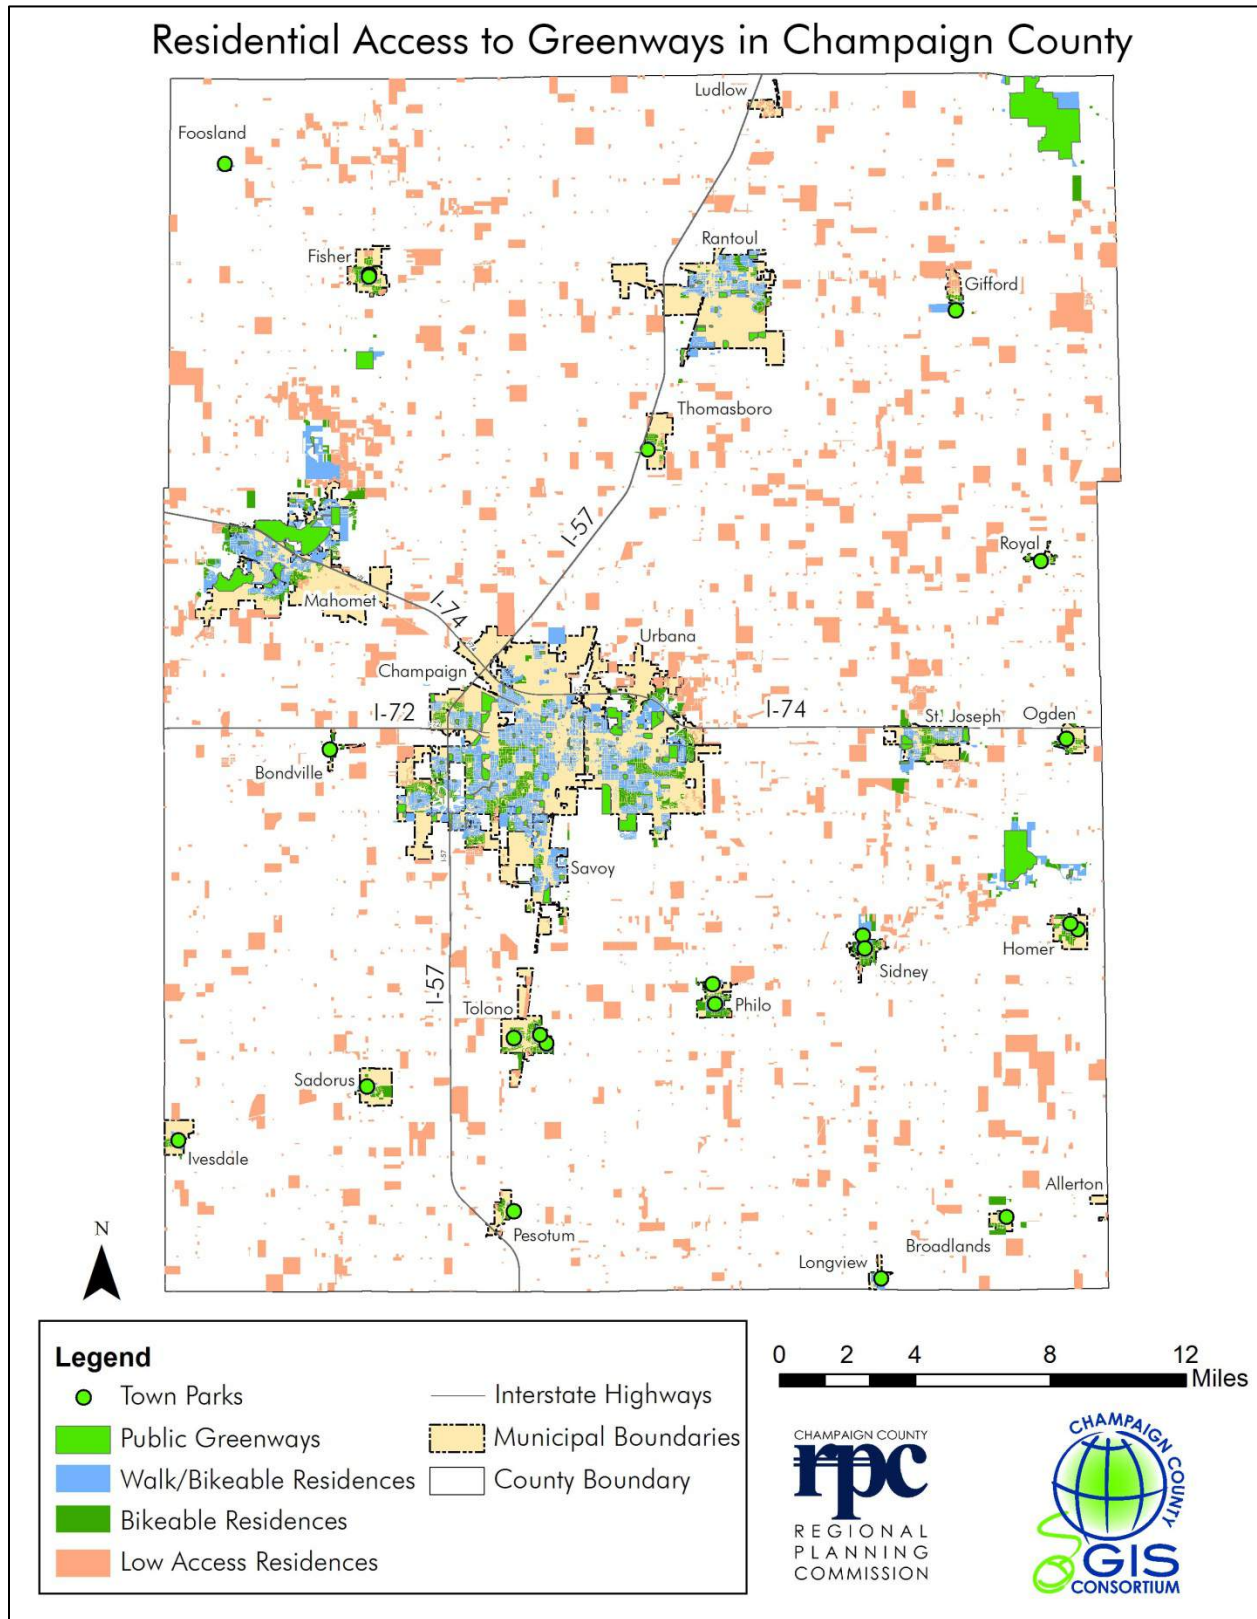 Residential Access to Greenways in Champaign County
Ludlow
Foosland
Rantoul
Fisher
Gifford
Thomasboro
I-57
Royal
Mahomet
I-74
Urbana
Champaign
I-72
I-74
St. Joseph
Ogden
Bondville
I-57
Savoy
Homer
Sidney
I-57
Philo
Tolono
Sadorus
Ivesdale
Allerton
Pesotum
Broadlands
Longview
N
Legend
Town Parks
Public Greenways
Walk/Bikeable Residences
Bikeable Residences
Low Access Residences
Interstate Highways
Municipal Boundaries
County Boundary
0 2 4 8 12
Miles
CHAMPAIGN COUNTY
rpc
REGIONAL
PLANNING
COMMISSION
CHAMPAIGN COUNTY
GIS
CONSORTIUM